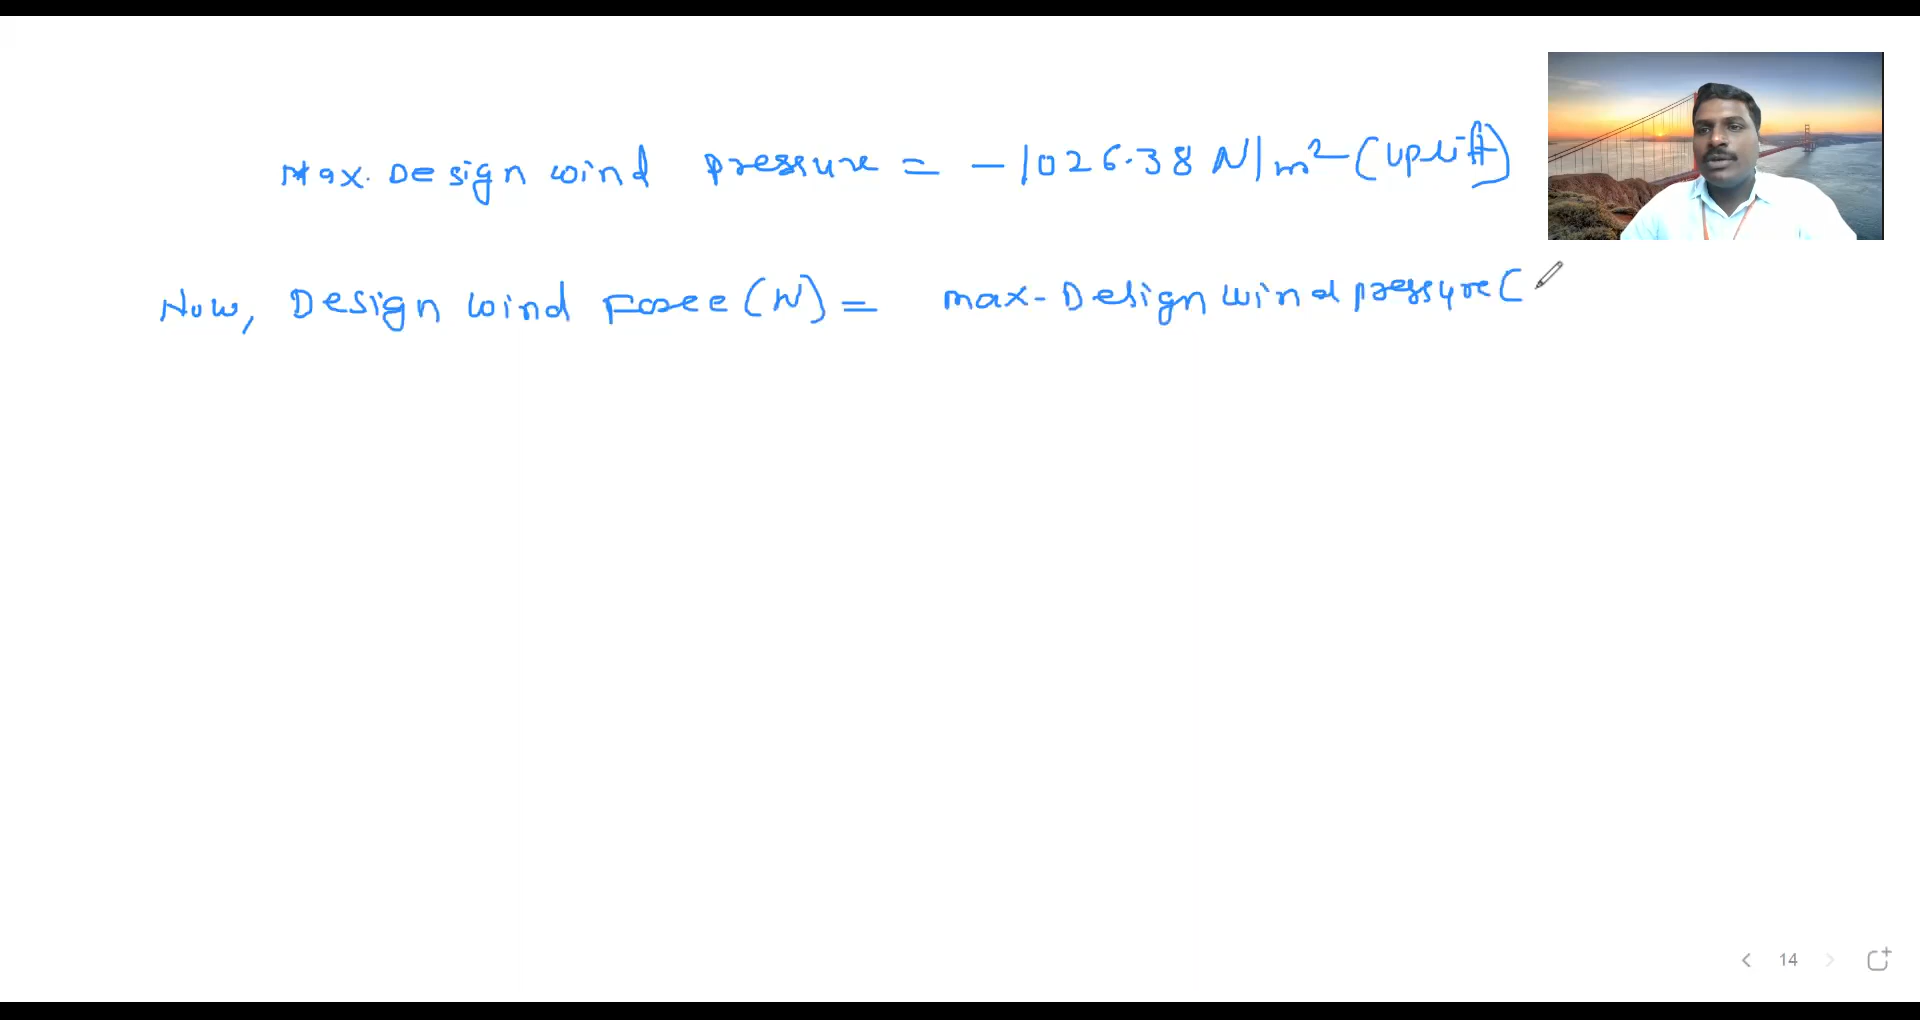 Max. Design wind pressure = -1026.38 N/m² (uplift)
Now, Design wind Force (N) = max. Design wind pressure (
14